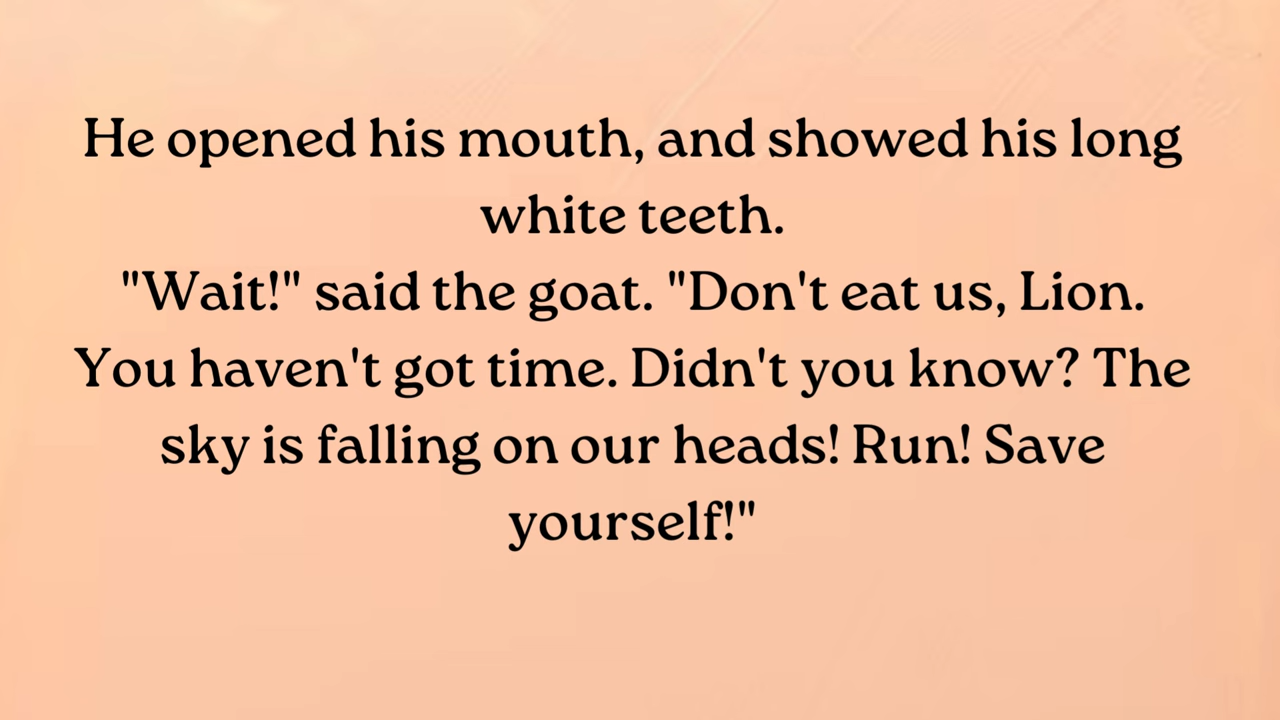 He opened his mouth, and showed his long
white teeth.
"Wait!" said the goat. "Don't eat us, Lion.
You haven't got time. Didn't you know? The
sky is falling on our heads! Run! Save
yourself!"